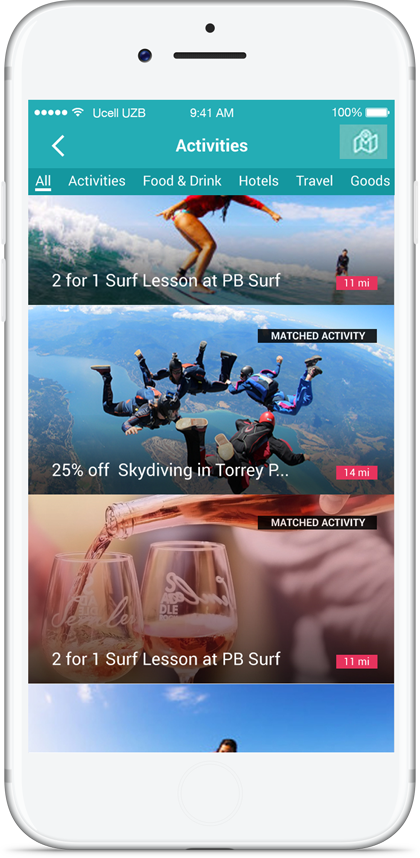 Ucell UZB 9:41 AM 100%
Activities
All Activities Food & Drink Hotels Travel Goods
2 for 1 Surf Lesson at PB Surf
11 mi
MATCHED ACTIVITY
25% off Skydiving in Torrey P...
14 mi
MATCHED ACTIVITY
2 for 1 Surf Lesson at PB Surf
11 mi